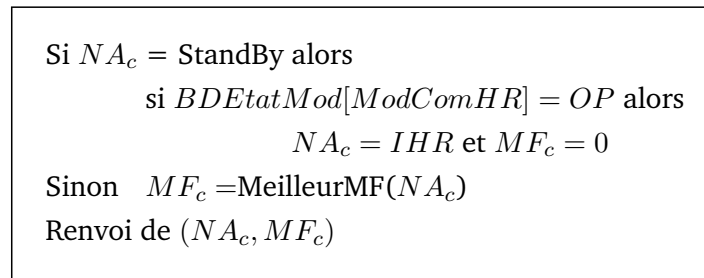 Si $NA_c$ = StandBy alors
si $BDEtatMod[ModComHR] = OP$ alors
$NA_c = IHR$ et $MF_c = 0$
Sinon $MF_c$ =MeilleurMF($NA_c$)
Renvoi de $(NA_c, MF_c)$